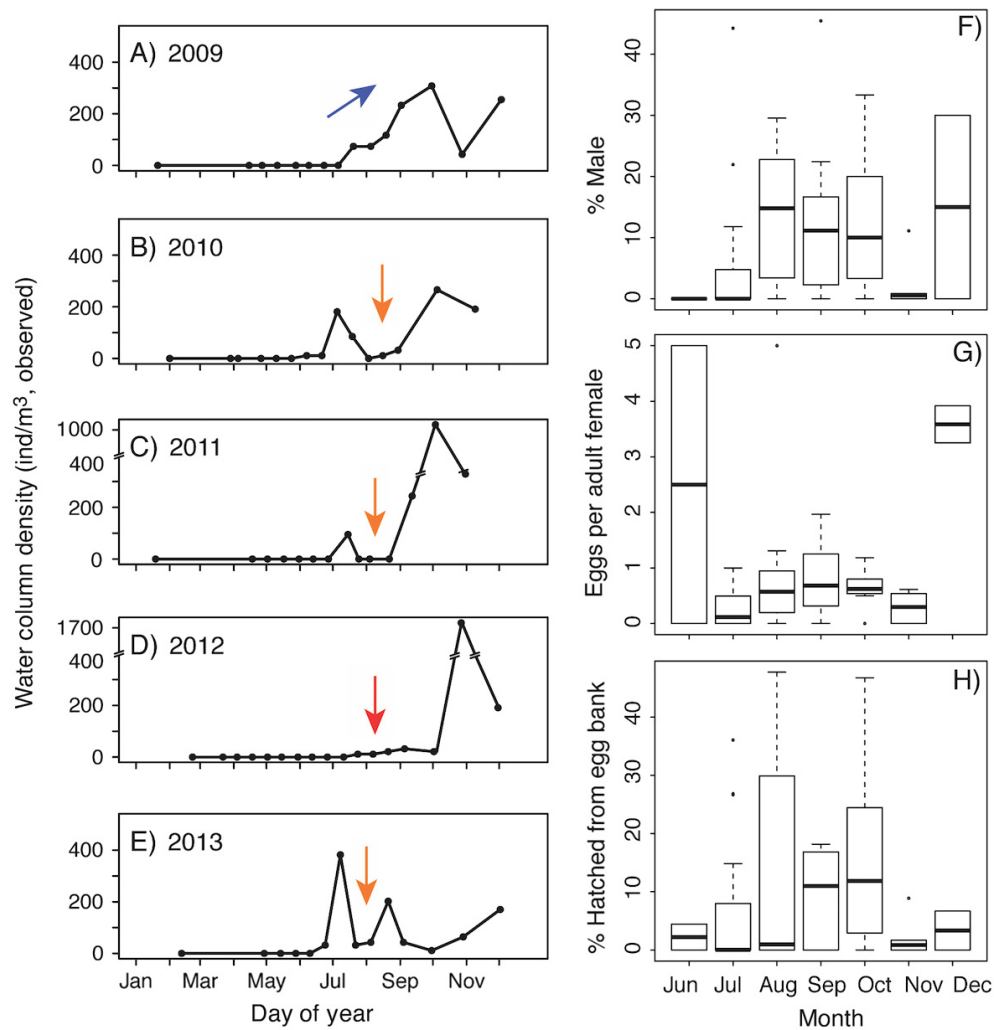 A) 2009
400
200
0
B) 2010
400
200
0
C) 2011
1000
400
200
0
D) 2012
1700
400
200
0
E) 2013
400
200
0
Jan Mar May Jul Sep Nov
Day of year
Water column density (ind/m³, observed)
F)
40
30
20
10
0
% Male
G)
5
4
3
2
1
0
Eggs per adult female
H)
40
30
20
10
0
% Hatched from egg bank
Jun Jul Aug Sep Oct Nov Dec
Month